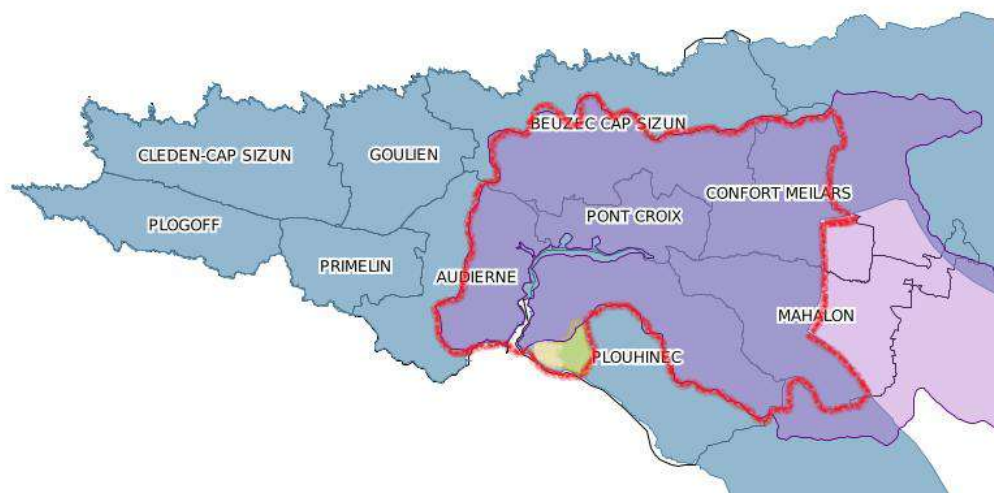 BEUZEC CAP SIZUN
CLEDEN-CAP SIZUN
GOULIEN
CONFORT MEILARS
PLOGOFF
PONT CROIX
PRIMELIN
AUDIERNE
MAHALON
PLOUHINEC